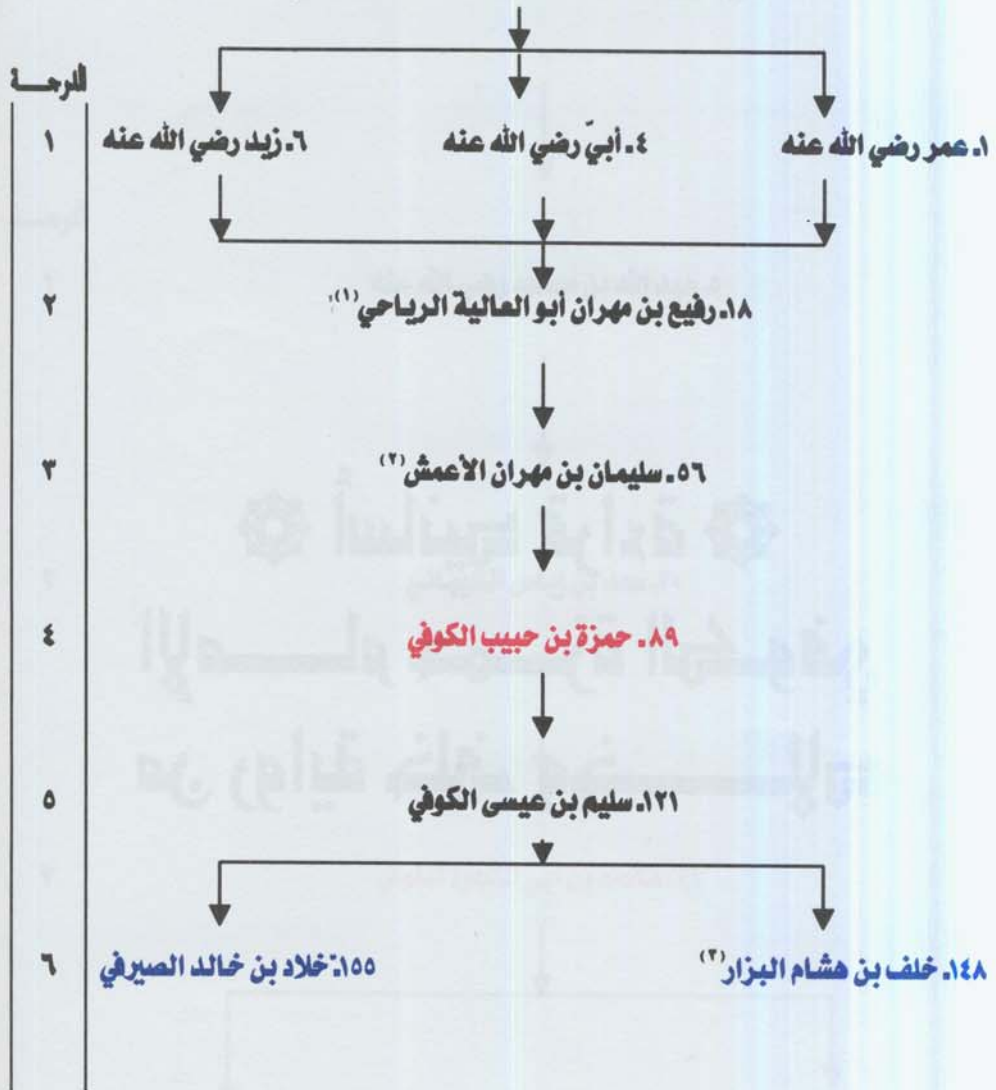 الدرجــة
١ ١. عمر رضي الله عنه ٤. أبيّ رضي الله عنه ٦. زيد رضي الله عنه
٢ ١٨. رفيع بن مهران أبو العالية الرياحي (١)
٣ ٥٦. سليمان بن مهران الأعمش (٢)
٤ ٨٩. حمزة بن حبيب الكوفي
٥ ١٢١. سليم بن عيسى الكوفي
٦ ١٤٨. خلف بن هشام البزار (٣) ١٥٥. خلاد بن خالد الصيرفي